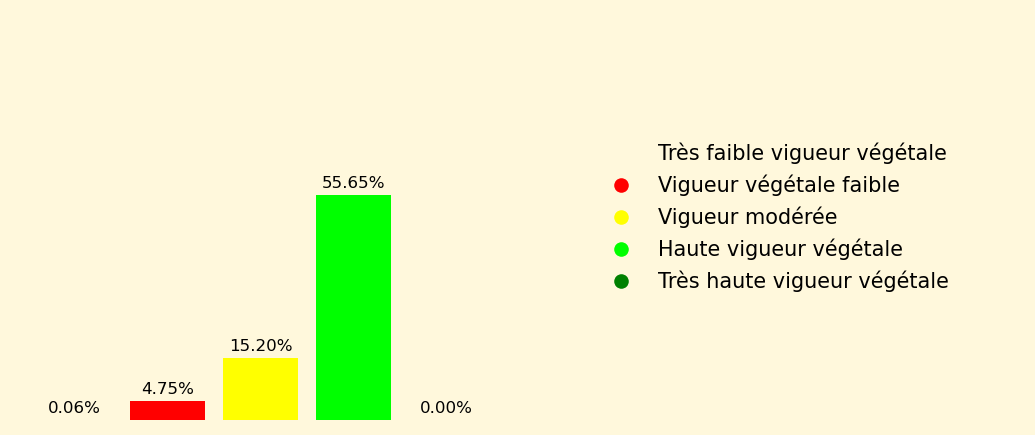 55.65%
15.20%
4.75%
0.06%
0.00%
Très faible vigueur végétale
Vigueur végétale faible
Vigueur modérée
Haute vigueur végétale
Très haute vigueur végétale